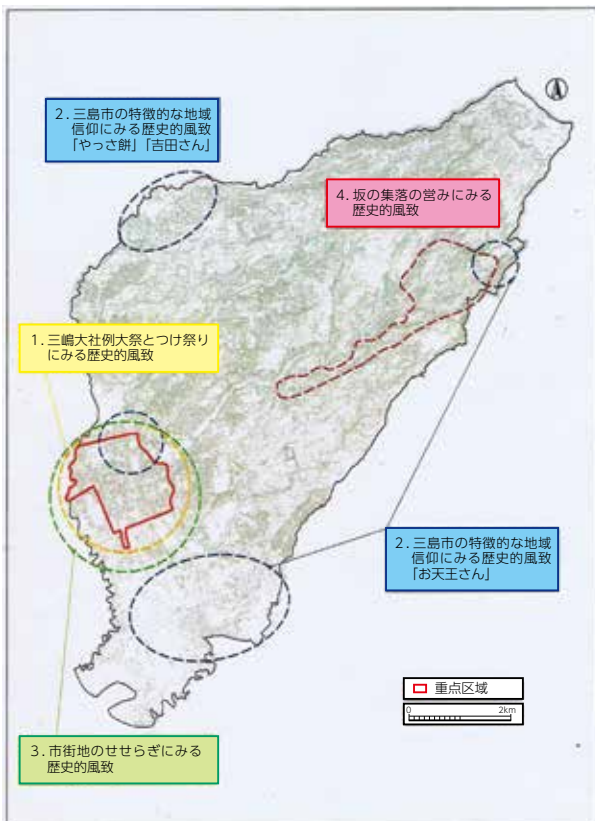 2. 三島市の特徴的な地域
信仰にみる歴史的風致
「やっさ餅」「吉田さん」
4. 坂の集落の営みにみる
歴史的風致
1. 三嶋大社例大祭とつけ祭り
にみる歴史的風致
2. 三島市の特徴的な地域
信仰にみる歴史的風致
「お天王さん」
重点区域
0 2km
3. 市街地のせせらぎにみる
歴史的風致